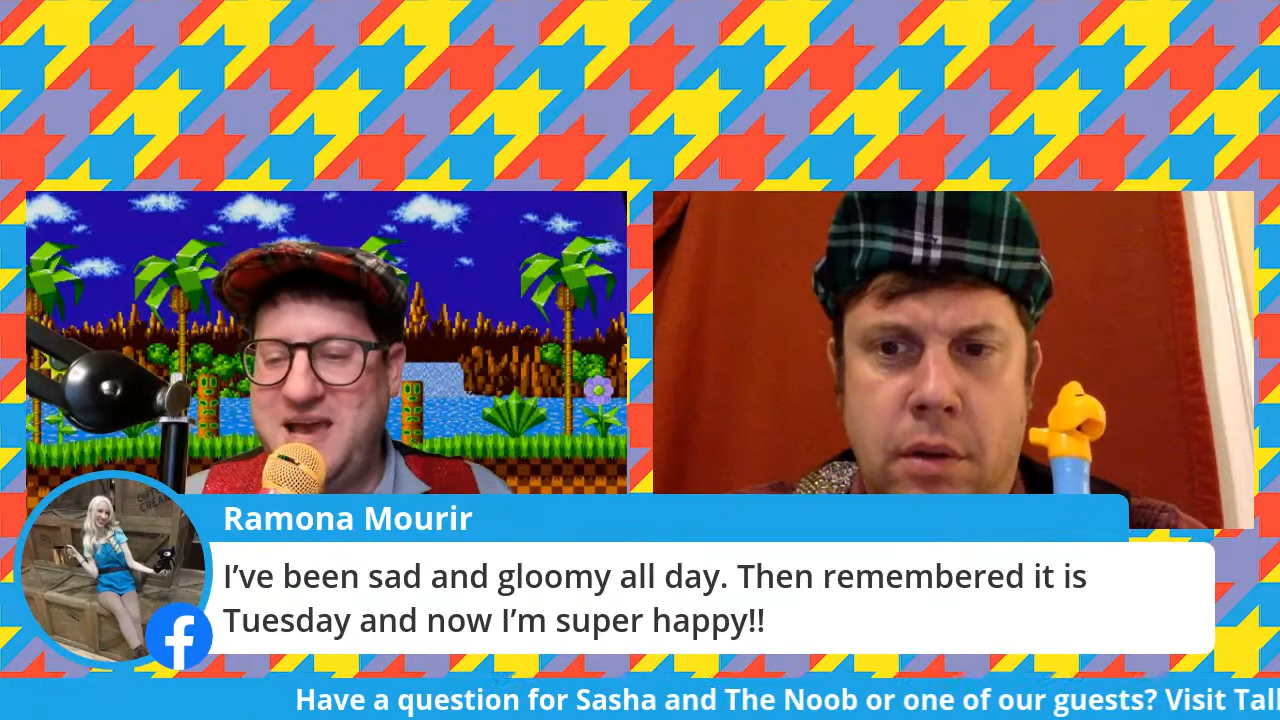 Ramona Mourir
I’ve been sad and gloomy all day. Then remembered it is
Tuesday and now I’m super happy!!
Have a question for Sasha and The Noob or one of our guests? Visit